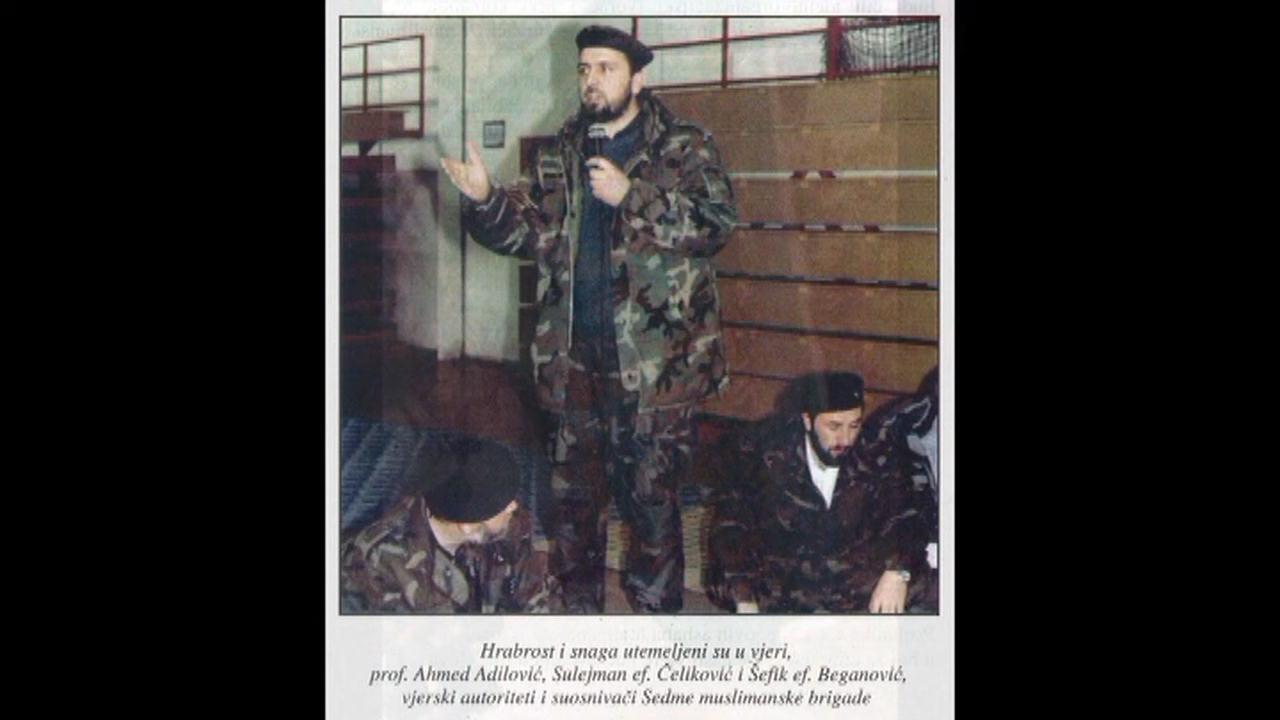 Hrabrost i snaga utemeljeni su u vjeri,
prof. Ahmed Adilović, Sulejman ef. Čeliković i Šefik ef. Beganović,
vjerski autoriteti i suosnivači Sedme muslimanske brigade